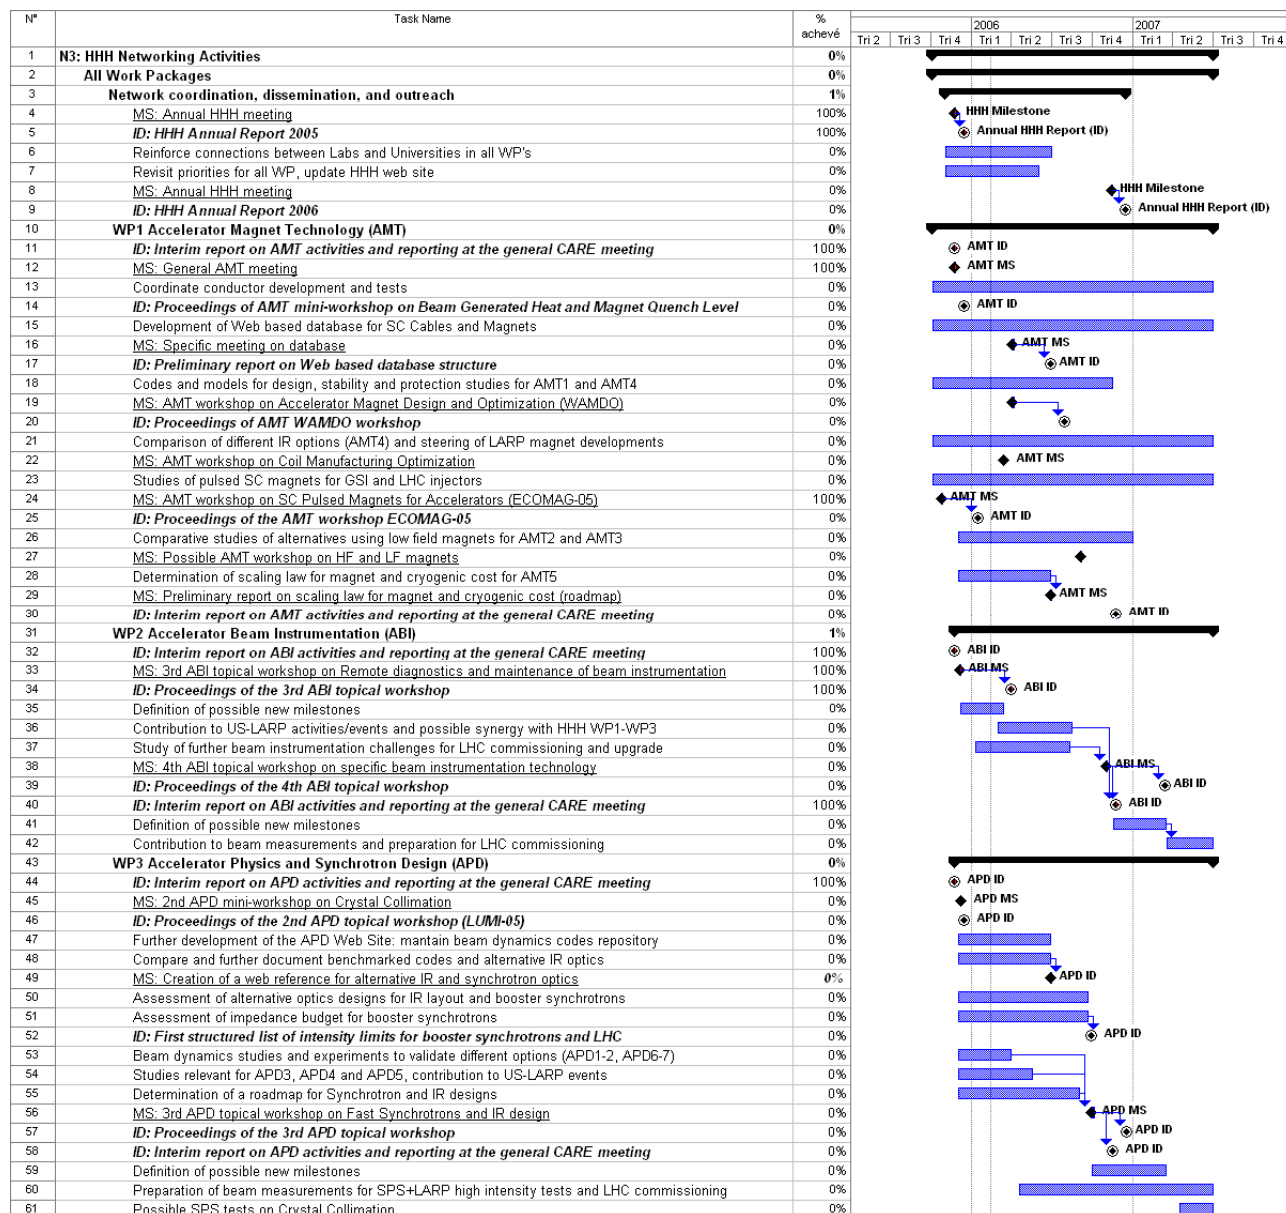 N° Task Name % achevé 2006 2007
Tri 2 Tri 3 Tri 4 Tri 1 Tri 2 Tri 3 Tri 4 Tri 1 Tri 2 Tri 3 Tri 4
1 N3: HHH Networking Activities 0%
2 All Work Packages 0%
3 Network coordination, dissemination, and outreach 1%
4 MS: Annual HHH meeting 100% HHH Milestone
5 ID: HHH Annual Report 2005 100% Annual HHH Report (ID)
6 Reinforce connections between Labs and Universities in all WP's 0%
7 Revisit priorities for all WP, update HHH web site 0%
8 MS: Annual HHH meeting 0% HHH Milestone
9 ID: HHH Annual Report 2006 0% Annual HHH Report (ID)
10 WP1 Accelerator Magnet Technology (AMT) 0%
11 ID: Interim report on AMT activities and reporting at the general CARE meeting 100% AMT ID
12 MS: General AMT meeting 100% AMT MS
13 Coordinate conductor development and tests 0%
14 ID: Proceedings of AMT mini-workshop on Beam Generated Heat and Magnet Quench Level 0% AMT ID
15 Development of Web based database for SC Cables and Magnets 0%
16 MS: Specific meeting on database 0% AMT MS
17 ID: Preliminary report on Web based database structure 0% AMT ID
18 Codes and models for design, stability and protection studies for AMT1 and AMT4 0%
19 MS: AMT workshop on Accelerator Magnet Design and Optimization (WAMDO) 0%
20 ID: Proceedings of AMT WAMDO workshop 0%
21 Comparison of different IR options (AMT4) and steering of LARP magnet developments 0%
22 MS: AMT workshop on Coil Manufacturing Optimization 0% AMT MS
23 Studies of pulsed SC magnets for GSI and LHC injectors 0%
24 MS: AMT workshop on SC Pulsed Magnets for Accelerators (ECOMAG-05) 100% AMT MS
25 ID: Proceedings of the AMT workshop ECOMAG-05 0% AMT ID
26 Comparative studies of alternatives using low field magnets for AMT2 and AMT3 0%
27 MS: Possible AMT workshop on HF and LF magnets 0%
28 Determination of scaling law for magnet and cryogenic cost for AMT5 0%
29 MS: Preliminary report on scaling law for magnet and cryogenic cost (roadmap) 0% AMT MS
30 ID: Interim report on AMT activities and reporting at the general CARE meeting 0% AMT ID
31 WP2 Accelerator Beam Instrumentation (ABI) 1%
32 ID: Interim report on ABI activities and reporting at the general CARE meeting 100% ABI ID
33 MS: 3rd ABI topical workshop on Remote diagnostics and maintenance of beam instrumentation 100% ABI MS
34 ID: Proceedings of the 3rd ABI topical workshop 100% ABI ID
35 Definition of possible new milestones 0%
36 Contribution to US-LARP activities/events and possible synergy with HHH WP1-WP3 0%
37 Study of further beam instrumentation challenges for LHC commissioning and upgrade 0%
38 MS: 4th ABI topical workshop on specific beam instrumentation technology 0% ABI MS
39 ID: Proceedings of the 4th ABI topical workshop 0% ABI ID
40 ID: Interim report on ABI activities and reporting at the general CARE meeting 100% ABI ID
41 Definition of possible new milestones 0%
42 Contribution to beam measurements and preparation for LHC commissioning 0%
43 WP3 Accelerator Physics and Synchrotron Design (APD) 0%
44 ID: Interim report on APD activities and reporting at the general CARE meeting 100% APD ID
45 MS: 2nd APD mini-workshop on Crystal Collimation 0% APD MS
46 ID: Proceedings of the 2nd APD topical workshop (LUMI-05) 0% APD ID
47 Further development of the APD Web Site: mantain beam dynamics codes repository 0%
48 Compare and further document benchmarked codes and alternative IR optics 0%
49 MS: Creation of a web reference for alternative IR and synchrotron optics 0% APD ID
50 Assessment of alternative optics designs for IR layout and booster synchrotrons 0%
51 Assessment of impedance budget for booster synchrotrons 0%
52 ID: First structured list of intensity limits for booster synchrotrons and LHC 0% APD ID
53 Beam dynamics studies and experiments to validate different options (APD1-2, APD6-7) 0%
54 Studies relevant for APD3, APD4 and APD5, contribution to US-LARP events 0%
55 Determination of a roadmap for Synchrotron and IR designs 0%
56 MS: 3rd APD topical workshop on Fast Synchrotrons and IR design 0% APD MS
57 ID: Proceedings of the 3rd APD topical workshop 0% APD ID
58 ID: Interim report on APD activities and reporting at the general CARE meeting 0% APD ID
59 Definition of possible new milestones 0%
60 Preparation of beam measurements for SPS+LARP high intensity tests and LHC commissioning 0%
61 Possible SPS tests on Crystal Collimation 0%